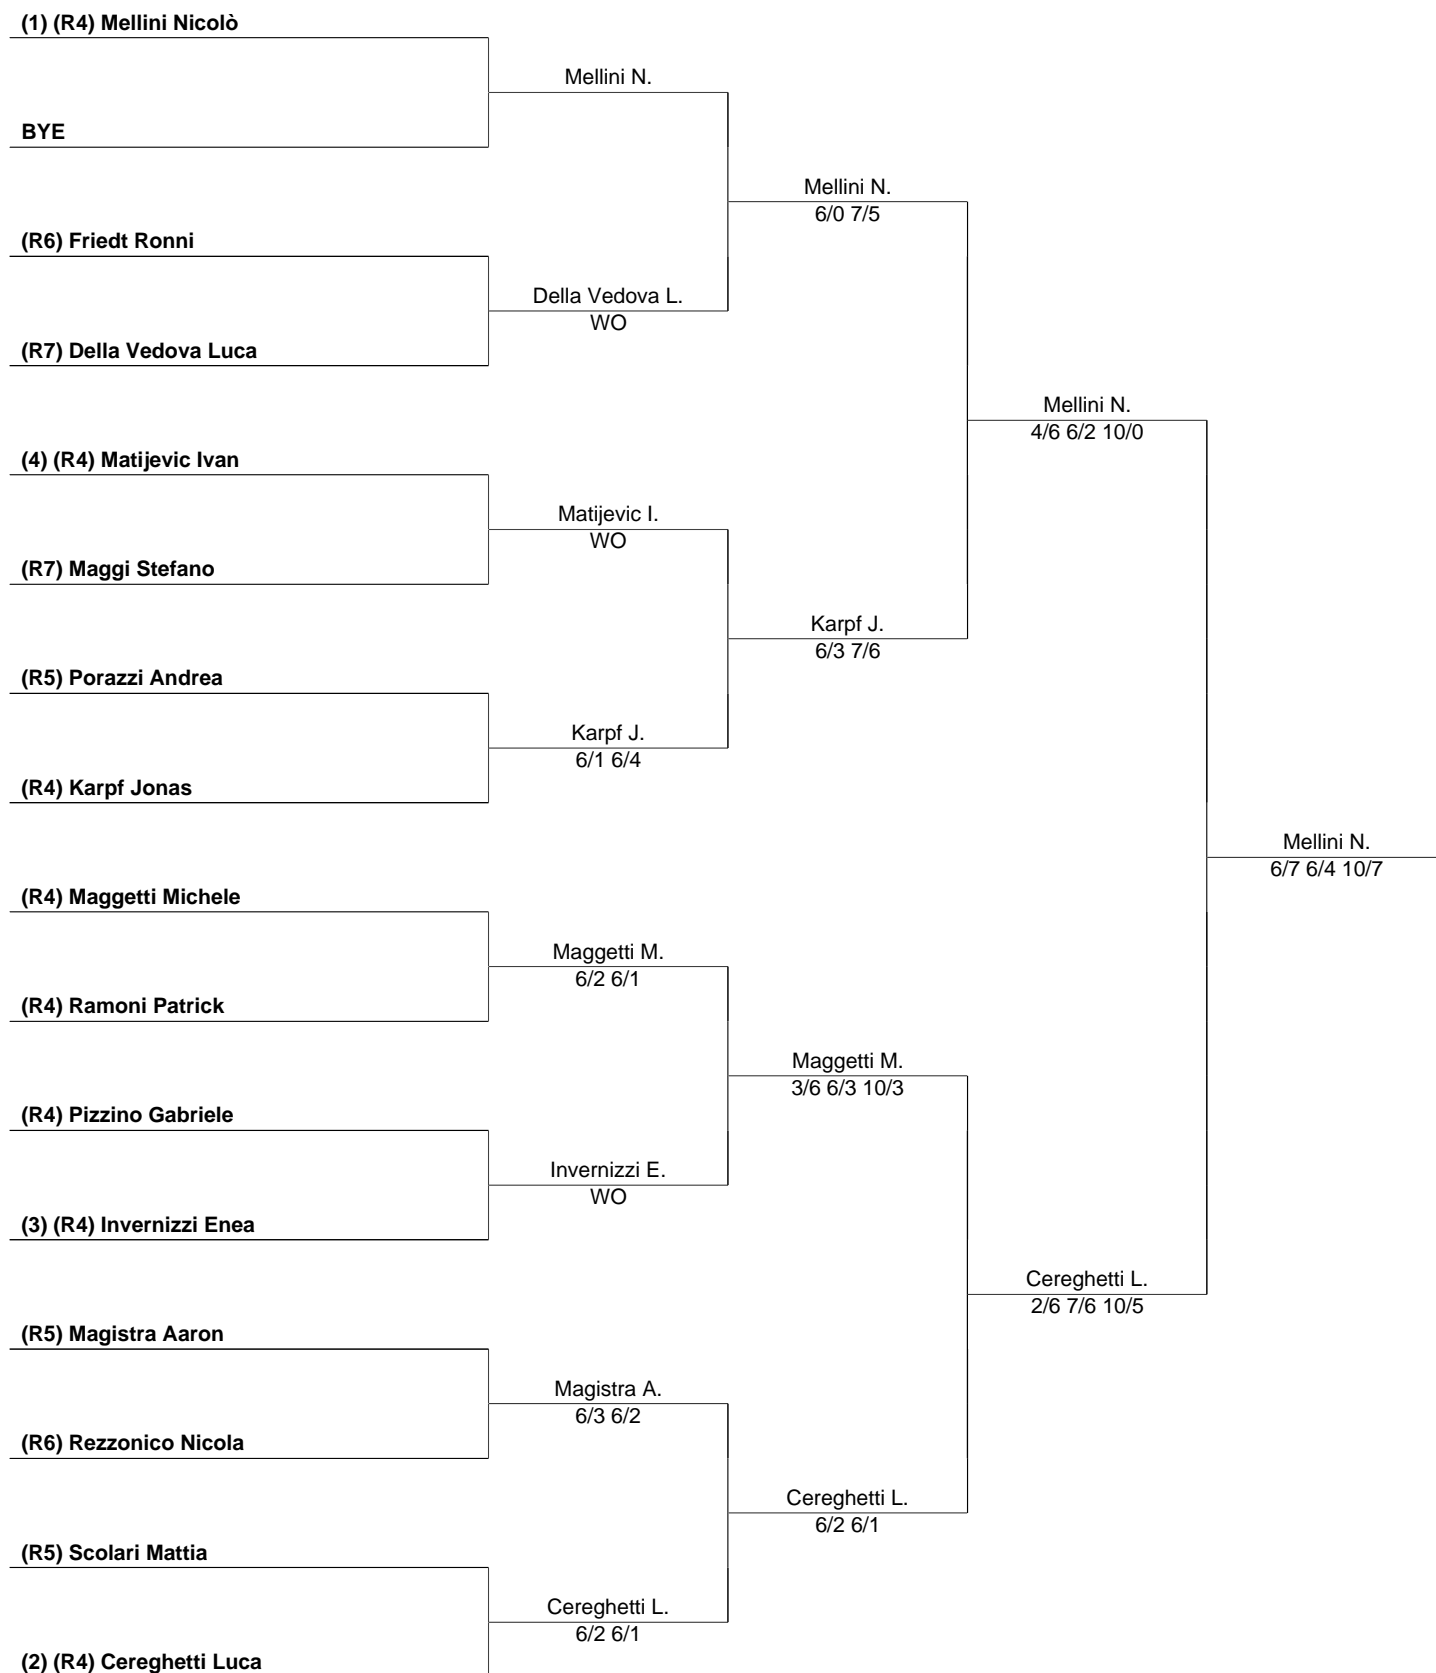 (1) (R4) Mellini Nicolò
Mellini N.
BYE
Mellini N.
6/0 7/5
(R6) Friedt Ronni
Della Vedova L.
WO
(R7) Della Vedova Luca
Mellini N.
4/6 6/2 10/0
(4) (R4) Matijevic Ivan
Matijevic I.
WO
(R7) Maggi Stefano
Karpf J.
6/3 7/6
(R5) Porazzi Andrea
Karpf J.
6/1 6/4
(R4) Karpf Jonas
Mellini N.
6/7 6/4 10/7
(R4) Maggetti Michele
Maggetti M.
6/2 6/1
(R4) Ramoni Patrick
Maggetti M.
3/6 6/3 10/3
(R4) Pizzino Gabriele
Invernizzi E.
WO
(3) (R4) Invernizzi Enea
Cereghetti L.
2/6 7/6 10/5
(R5) Magistra Aaron
Magistra A.
6/3 6/2
(R6) Rezzonico Nicola
Cereghetti L.
6/2 6/1
(R5) Scolari Mattia
Cereghetti L.
6/2 6/1
(2) (R4) Cereghetti Luca